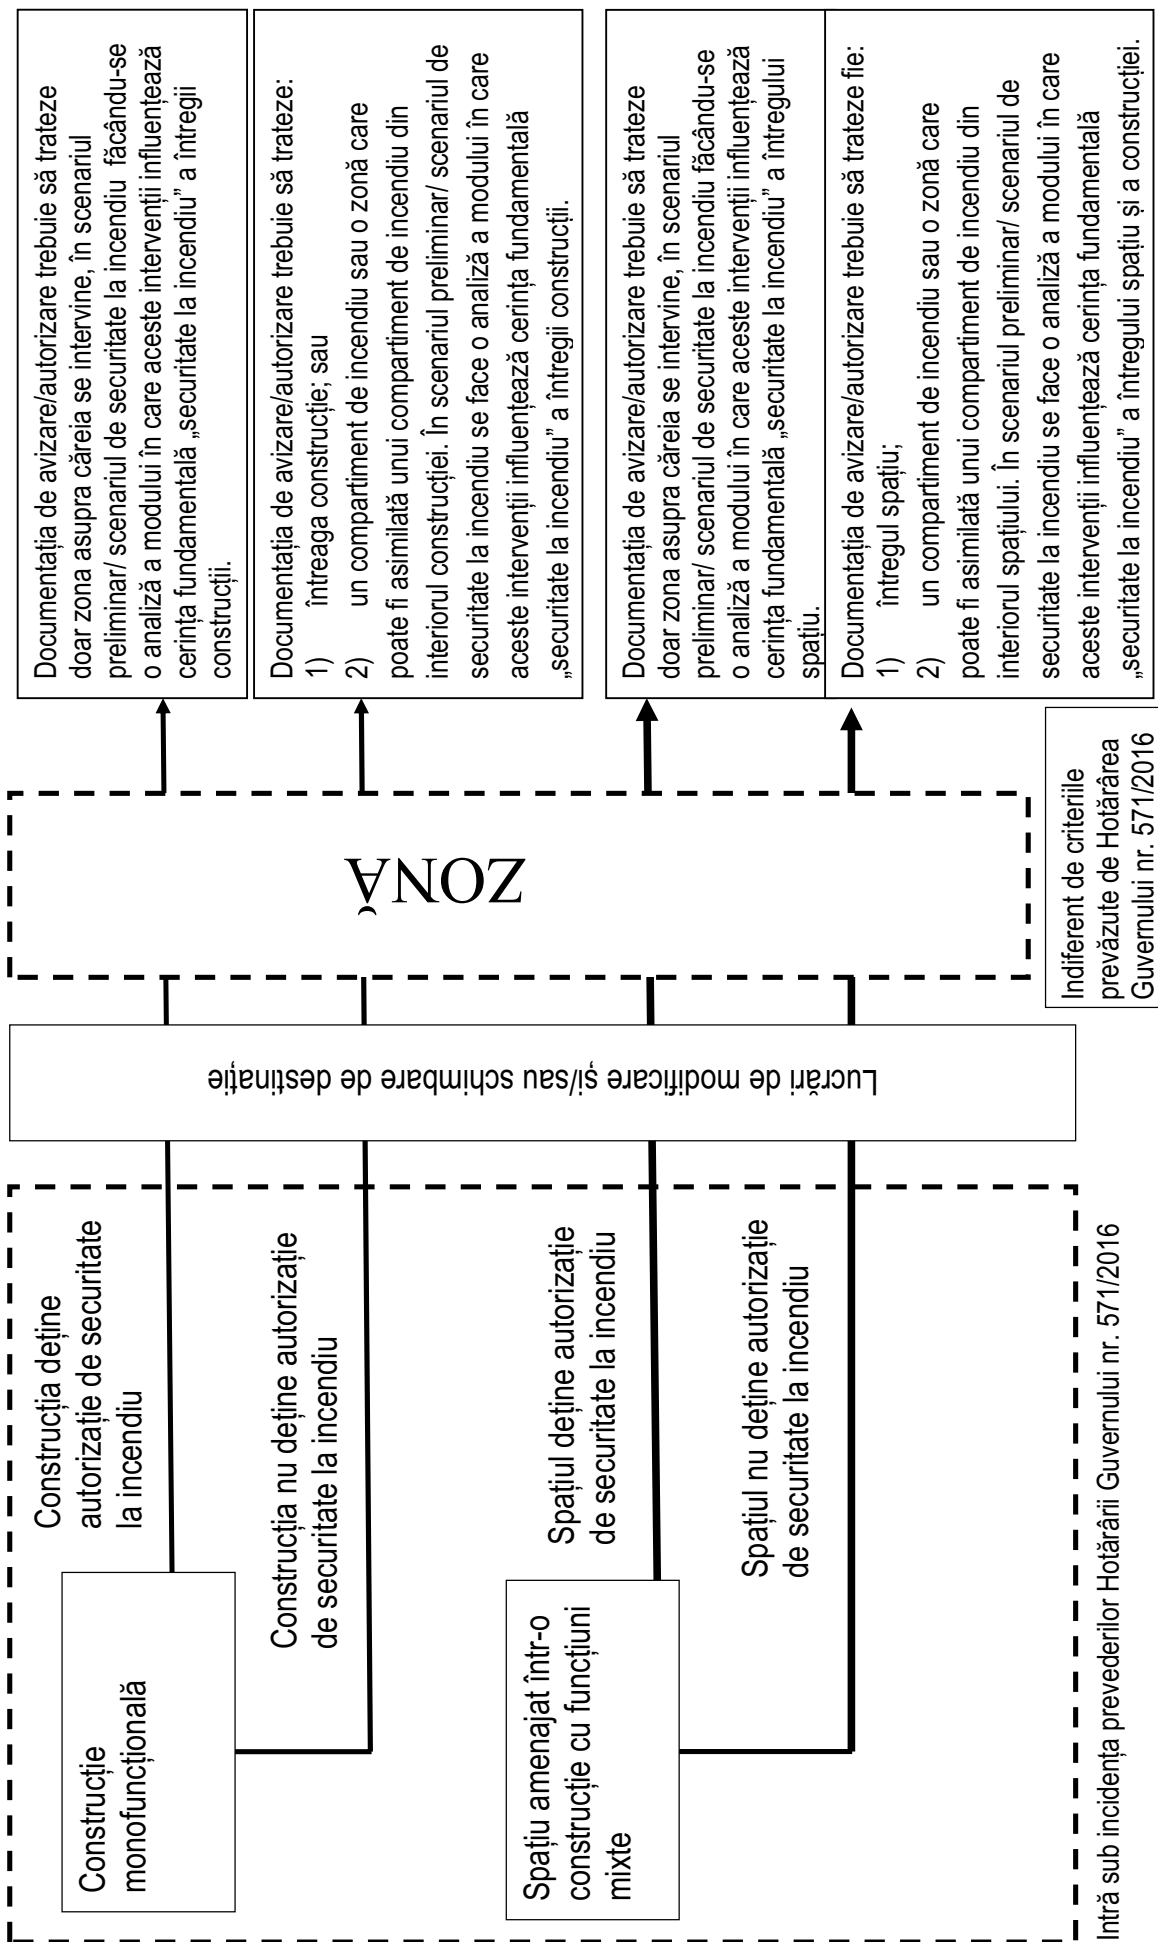 Construcție
monofuncțională
Construcția deține
autorizație de securitate
la incendiu
Construcția nu deține autorizație
de securitate la incendiu
Spațiu amenajat într-o
construcție cu funcțiuni
mixte
Spațiul deține autorizație
de securitate la incendiu
Spațiul nu deține autorizație
de securitate la incendiu
Intră sub incidența prevederilor Hotărârii Guvernului nr. 571/2016
Lucrări de modificare și/sau schimbare de destinație
ZONĂ
Indiferent de criteriile
prevăzute de Hotărârea
Guvernului nr. 571/2016
Documentația de avizare/autorizare trebuie să trateze
doar zona asupra căreia se intervine, în scenariul
preliminar/ scenariul de securitate la incendiu făcându-se
o analiză a modului în care aceste intervenții influențează
cerința fundamentală „securitate la incendiu” a întregii
construcții.
Documentația de avizare/autorizare trebuie să trateze:
1) întreaga construcție; sau
2) un compartiment de incendiu sau o zonă care
poate fi asimilată unui compartiment de incendiu din
interiorul construcției. În scenariul preliminar/ scenariul de
securitate la incendiu se face o analiză a modului în care
aceste intervenții influențează cerința fundamentală
„securitate la incendiu” a întregii construcții.
Documentația de avizare/autorizare trebuie să trateze
doar zona asupra căreia se intervine, în scenariul
preliminar/ scenariul de securitate la incendiu făcându-se
o analiză a modului în care aceste intervenții influențează
cerința fundamentală „securitate la incendiu” a întregului
spațiu.
Documentația de avizare/autorizare trebuie să trateze fie:
1) întregul spațiu;
2) un compartiment de incendiu sau o zonă care
poate fi asimilată unui compartiment de incendiu din
interiorul spațiului. În scenariul preliminar/ scenariul de
securitate la incendiu se face o analiză a modului în care
aceste intervenții influențează cerința fundamentală
„securitate la incendiu” a întregului spațiu și a construcției.